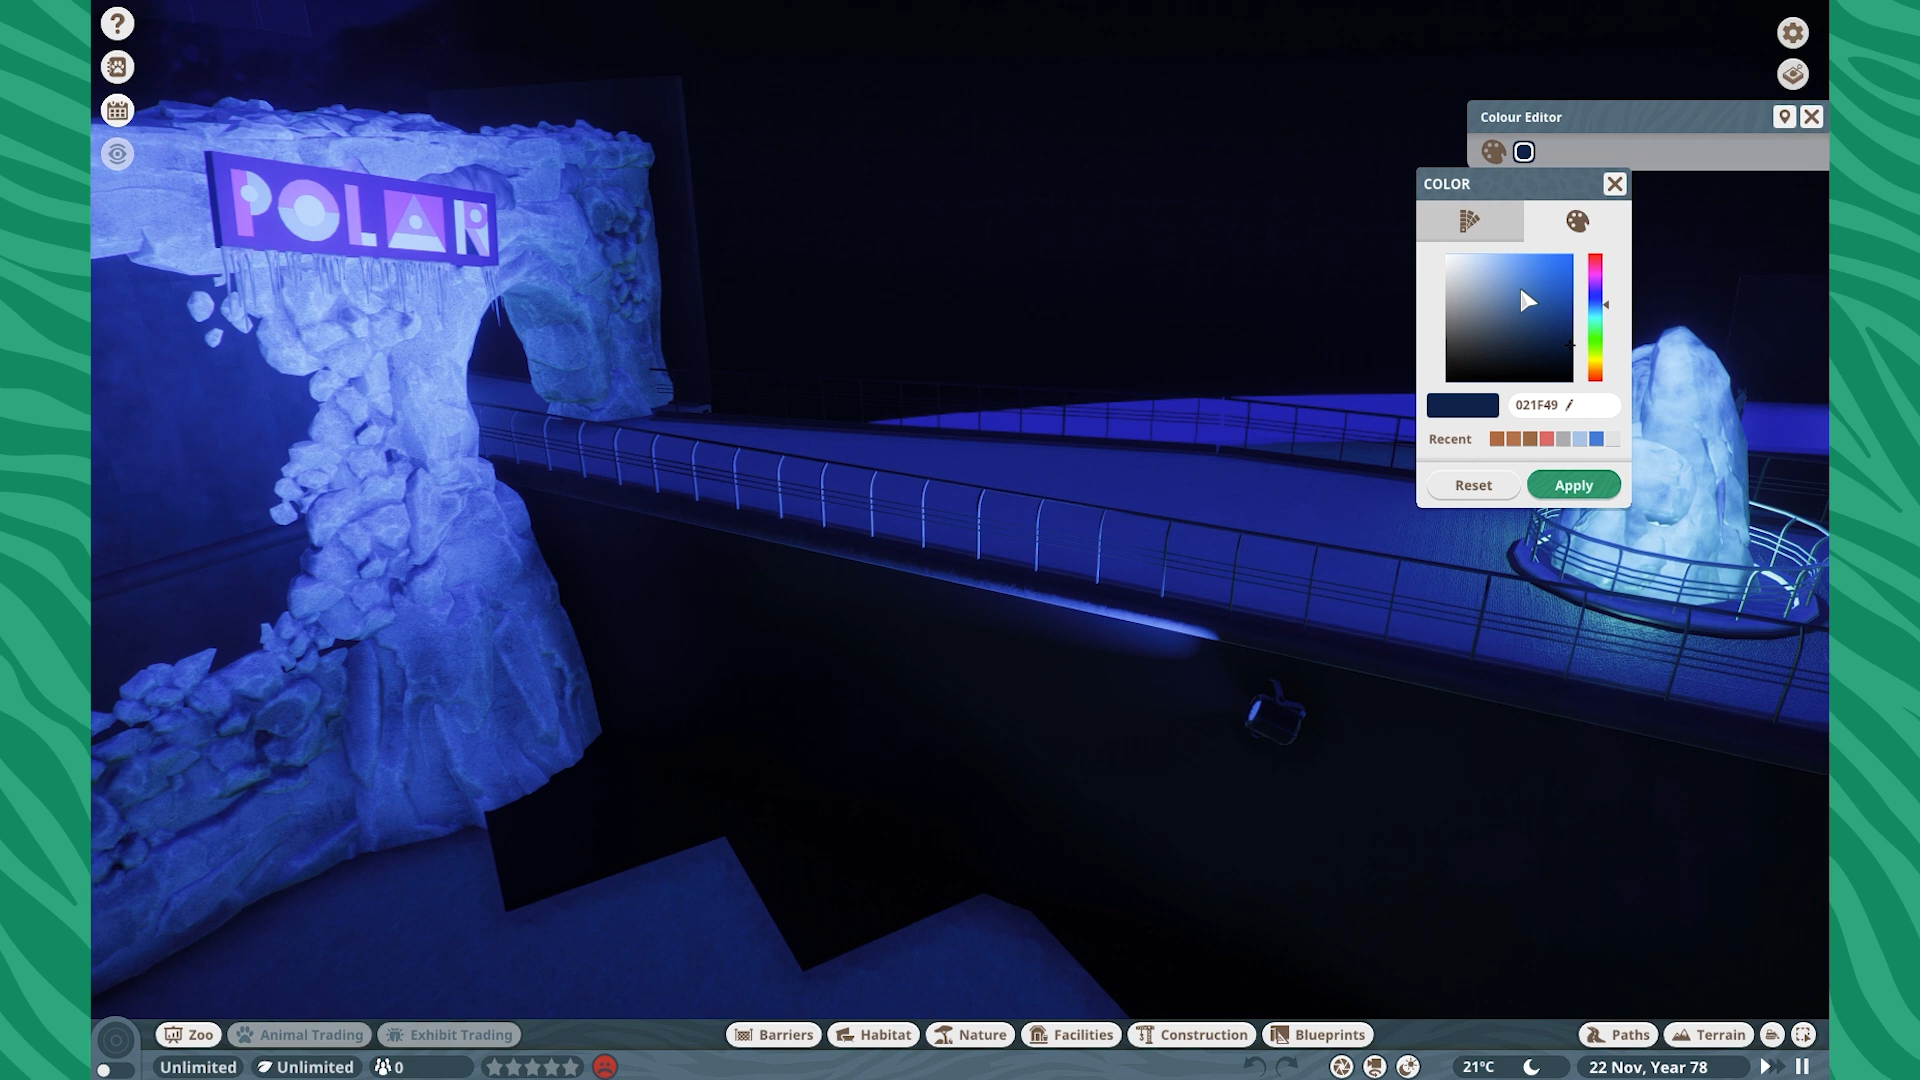 ?
POLAR
Colour Editor
COLOR
021F49
Recent
Reset
Apply
Zoo
Animal Trading
Exhibit Trading
Barriers
Habitat
Nature
Facilities
Construction
Blueprints
Paths
Terrain
Unlimited
Unlimited
0
21°C
22 Nov, Year 78